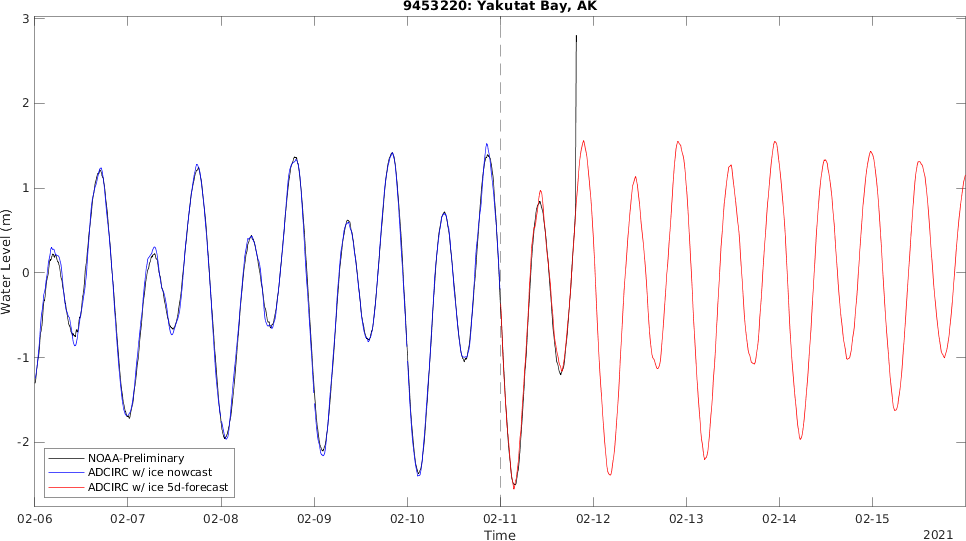 9453220: Yakutat Bay, AK
3
2
1
0
-1
-2
Water Level (m)
NOAA-Preliminary
ADCIRC w/ ice nowcast
ADCIRC w/ ice 5d-forecast
02-06 02-07 02-08 02-09 02-10 02-11 02-12 02-13 02-14 02-15
Time
2021